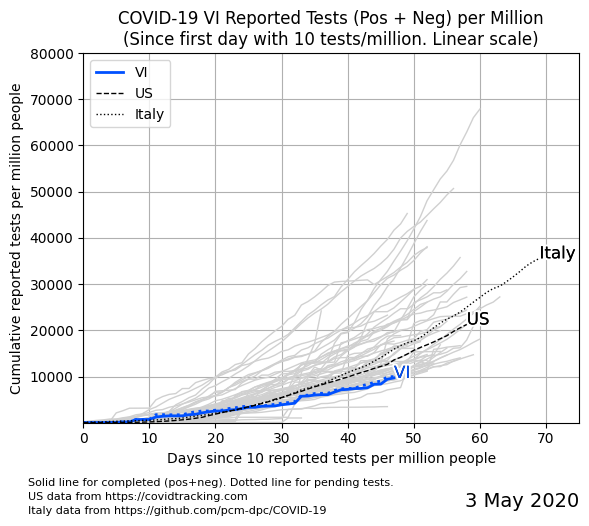 COVID-19 VI Reported Tests (Pos + Neg) per Million
(Since first day with 10 tests/million. Linear scale)
Cumulative reported tests per million people
80000
70000
60000
50000
40000
30000
20000
10000
VI
US
Italy
Italy
US
VI
0 10 20 30 40 50 60 70
Days since 10 reported tests per million people
Solid line for completed (pos+neg). Dotted line for pending tests.
US data from https://covidtracking.com
Italy data from https://github.com/pcm-dpc/COVID-19
3 May 2020